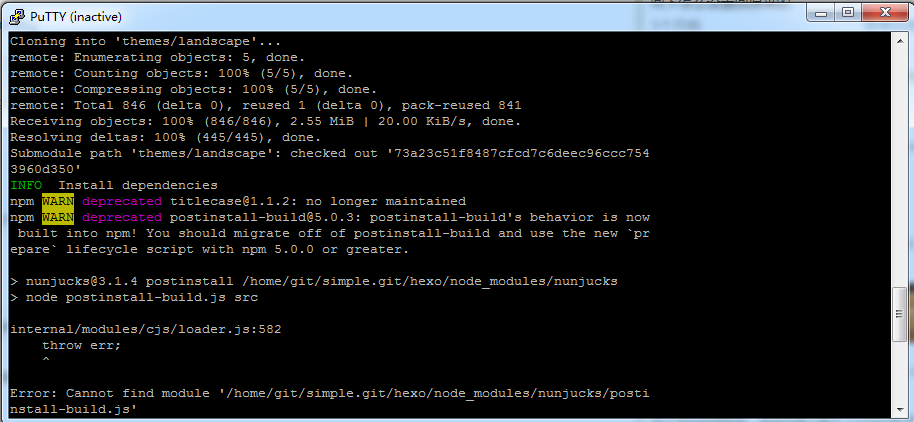 PuTTY (inactive)
Cloning into 'themes/landscape'...
remote: Enumerating objects: 5, done.
remote: Counting objects: 100% (5/5), done.
remote: Compressing objects: 100% (5/5), done.
remote: Total 846 (delta 0), reused 1 (delta 0), pack-reused 841
Receiving objects: 100% (846/846), 2.55 MiB | 20.00 KiB/s, done.
Resolving deltas: 100% (445/445), done.
Submodule path 'themes/landscape': checked out '73a23c51f8487cfcd7c6deec96ccc754
3960d350'
INFO  Install dependencies
npm WARN deprecated titlecase@1.1.2: no longer maintained
npm WARN deprecated postinstall-build@5.0.3: postinstall-build's behavior is now
 built into npm! You should migrate off of postinstall-build and use the new `pr
epare` lifecycle script with npm 5.0.0 or greater.
> nunjucks@3.1.4 postinstall /home/git/simple.git/hexo/node_modules/nunjucks
> node postinstall-build.js src
internal/modules/cjs/loader.js:582
    throw err;
    ^
Error: Cannot find module '/home/git/simple.git/hexo/node_modules/nunjucks/posti
nstall-build.js'